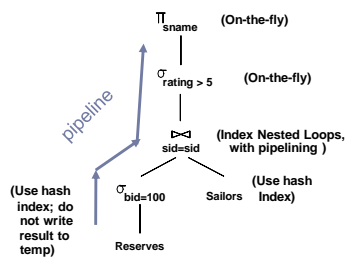 Π sname
(On-the-fly)
σ rating > 5
(On-the-fly)
pipeline
⋈ sid=sid
(Index Nested Loops,
with pipelining )
(Use hash
index; do
not write
result to
temp)
σ bid=100
Sailors
(Use hash
Index)
Reserves